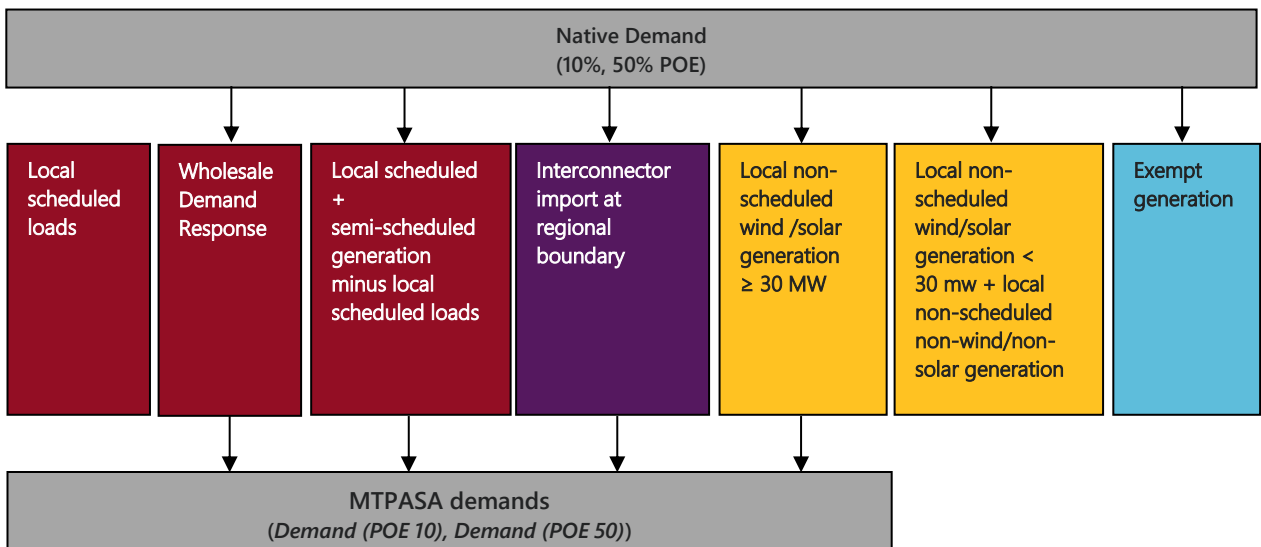 Native Demand
(10%, 50% POE)
Local
scheduled
loads
Wholesale
Demand
Response
Local scheduled
+
semi-scheduled
generation
minus local
scheduled loads
Interconnector
import at
regional
boundary
Local non-
scheduled
wind /solar
generation
≥ 30 MW
Local non-
scheduled
wind/solar
generation <
30 mw + local
non-scheduled
non-wind/non-
solar generation
Exempt
generation
MTPASA demands
(Demand (POE 10), Demand (POE 50))